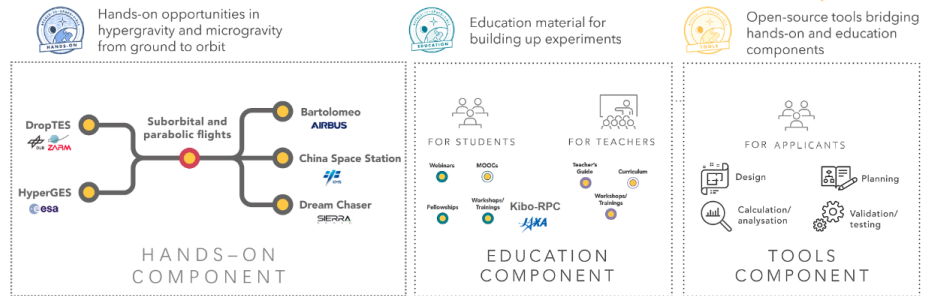 Hands-on opportunities in
hypergravity and microgravity
from ground to orbit
HANDS-ON
Education material for
building up experiments
EDUCATION
Open-source tools bridging
hands-on and education
components
TOOLS
DropTES
DLR ZARM
HyperGES
esa
Suborbital and
parabolic flights
Bartolomeo
AIRBUS
China Space Station
Dream Chaser
SIERRA
HANDS–ON
COMPONENT
FOR STUDENTS
Webinars
MOOCs
Fellowships
Workshops/
Trainings
Kibo-RPC
JAXA
FOR TEACHERS
Teacher's
Guide
Curriculum
Workshops/
Trainings
EDUCATION
COMPONENT
FOR APPLICANTS
Design
Planning
Calculation/
analysation
Validation/
testing
TOOLS
COMPONENT